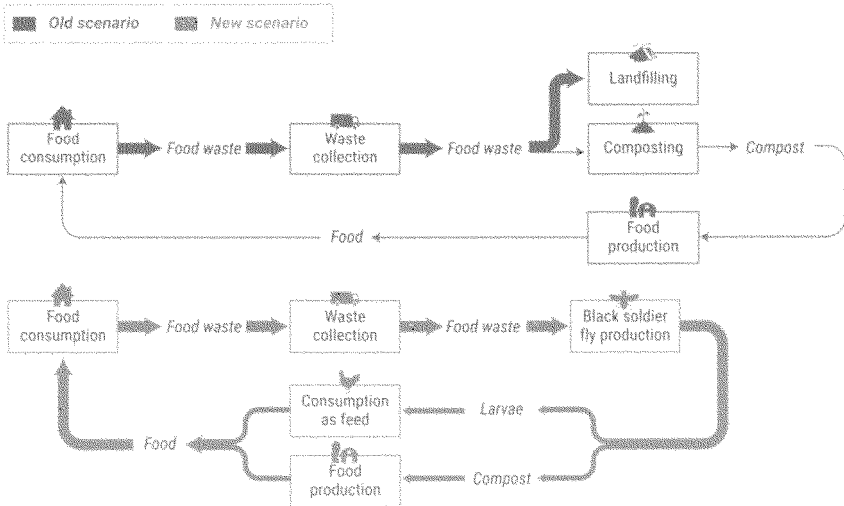 Old scenario
New scenario
Landfilling
Food
consumption
Food waste
Waste
collection
Food waste
Composting
Compost
Food
Food
production
Food
consumption
Food waste
Waste
collection
Food waste
Black soldier
fly production
Consumption
as feed
Larvae
Food
Food
production
Compost